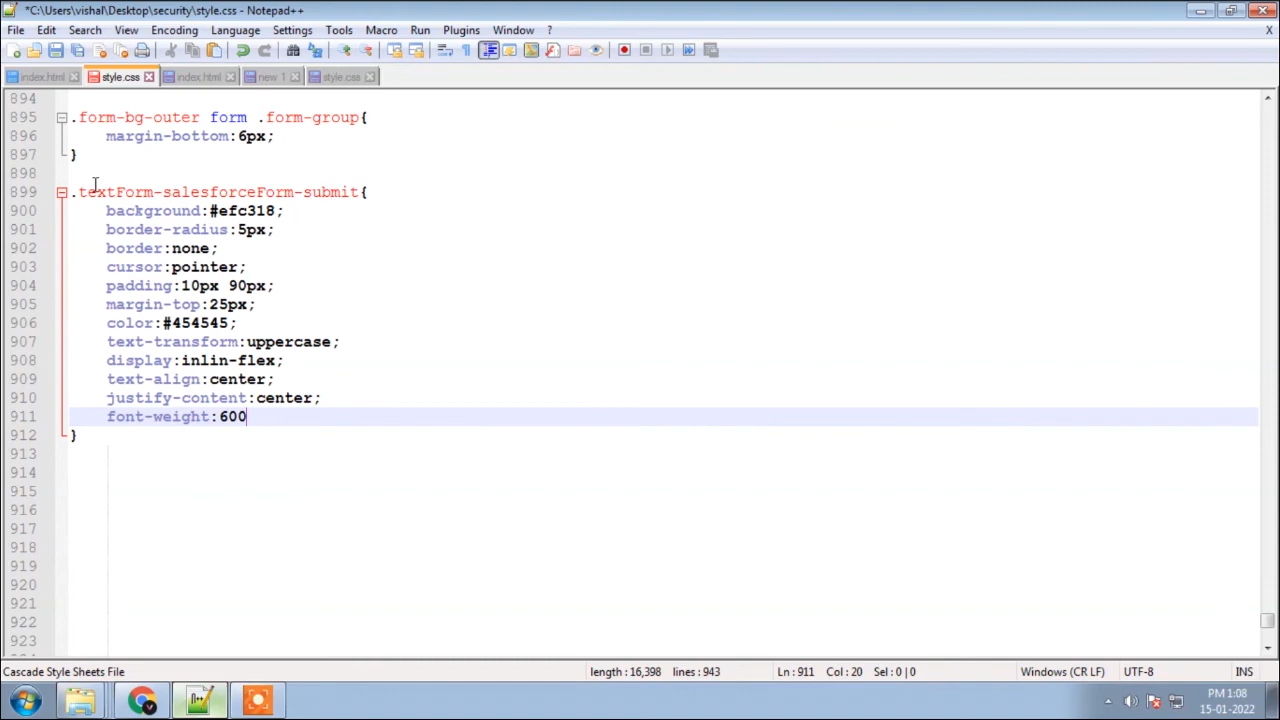 *C:\Users\vishal\Desktop\security\style.css - Notepad++
File Edit Search View Encoding Language Settings Tools Macro Run Plugins Window ? X
index.html style.css index.html new 1 style.css
894
895 .form-bg-outer form .form-group{
896 margin-bottom:6px;
897 }
898
899 .textForm-salesforceForm-submit{
900 background:#efc318;
901 border-radius:5px;
902 border:none;
903 cursor:pointer;
904 padding:10px 90px;
905 margin-top:25px;
906 color:#454545;
907 text-transform:uppercase;
908 display:inlin-flex;
909 text-align:center;
910 justify-content:center;
911 font-weight:600
912 }
913
914
915
916
917
918
919
920
921
922
923
Cascade Style Sheets File length : 16,398 lines : 943 Ln : 911 Col : 20 Sel : 0 | 0 Windows (CR LF) UTF-8 INS
PM 1:08
15-01-2022